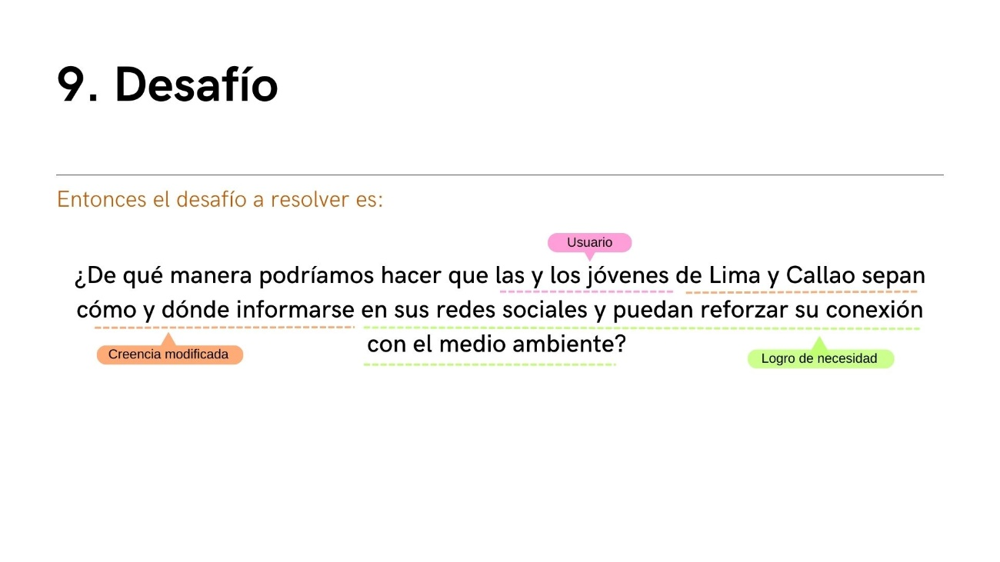 9. Desafío
Entonces el desafío a resolver es:
Usuario
¿De qué manera podríamos hacer que las y los jóvenes de Lima y Callao sepan
cómo y dónde informarse en sus redes sociales y puedan reforzar su conexión
con el medio ambiente?
Creencia modificada
Logro de necesidad